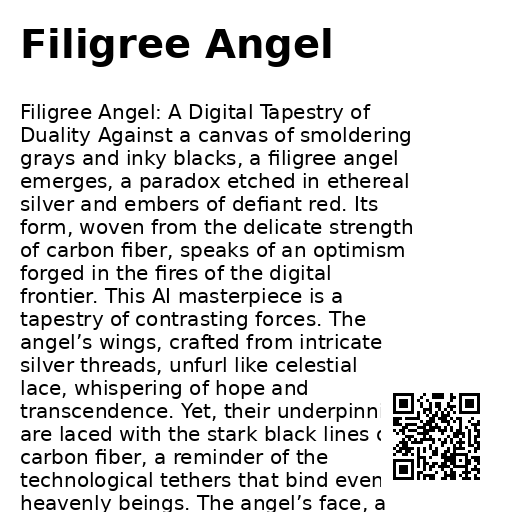 Filigree Angel
Filigree Angel: A Digital Tapestry of
Duality Against a canvas of smoldering
grays and inky blacks, a filigree angel
emerges, a paradox etched in ethereal
silver and embers of defiant red. Its
form, woven from the delicate strength
of carbon fiber, speaks of an optimism
forged in the fires of the digital
frontier. This AI masterpiece is a
tapestry of contrasting forces. The
angel’s wings, crafted from intricate
silver threads, unfurl like celestial
lace, whispering of hope and
transcendence. Yet, their underpinni
are laced with the stark black lines
carbon fiber, a reminder of the
technological tethers that bind even
heavenly beings. The angel’s face, a